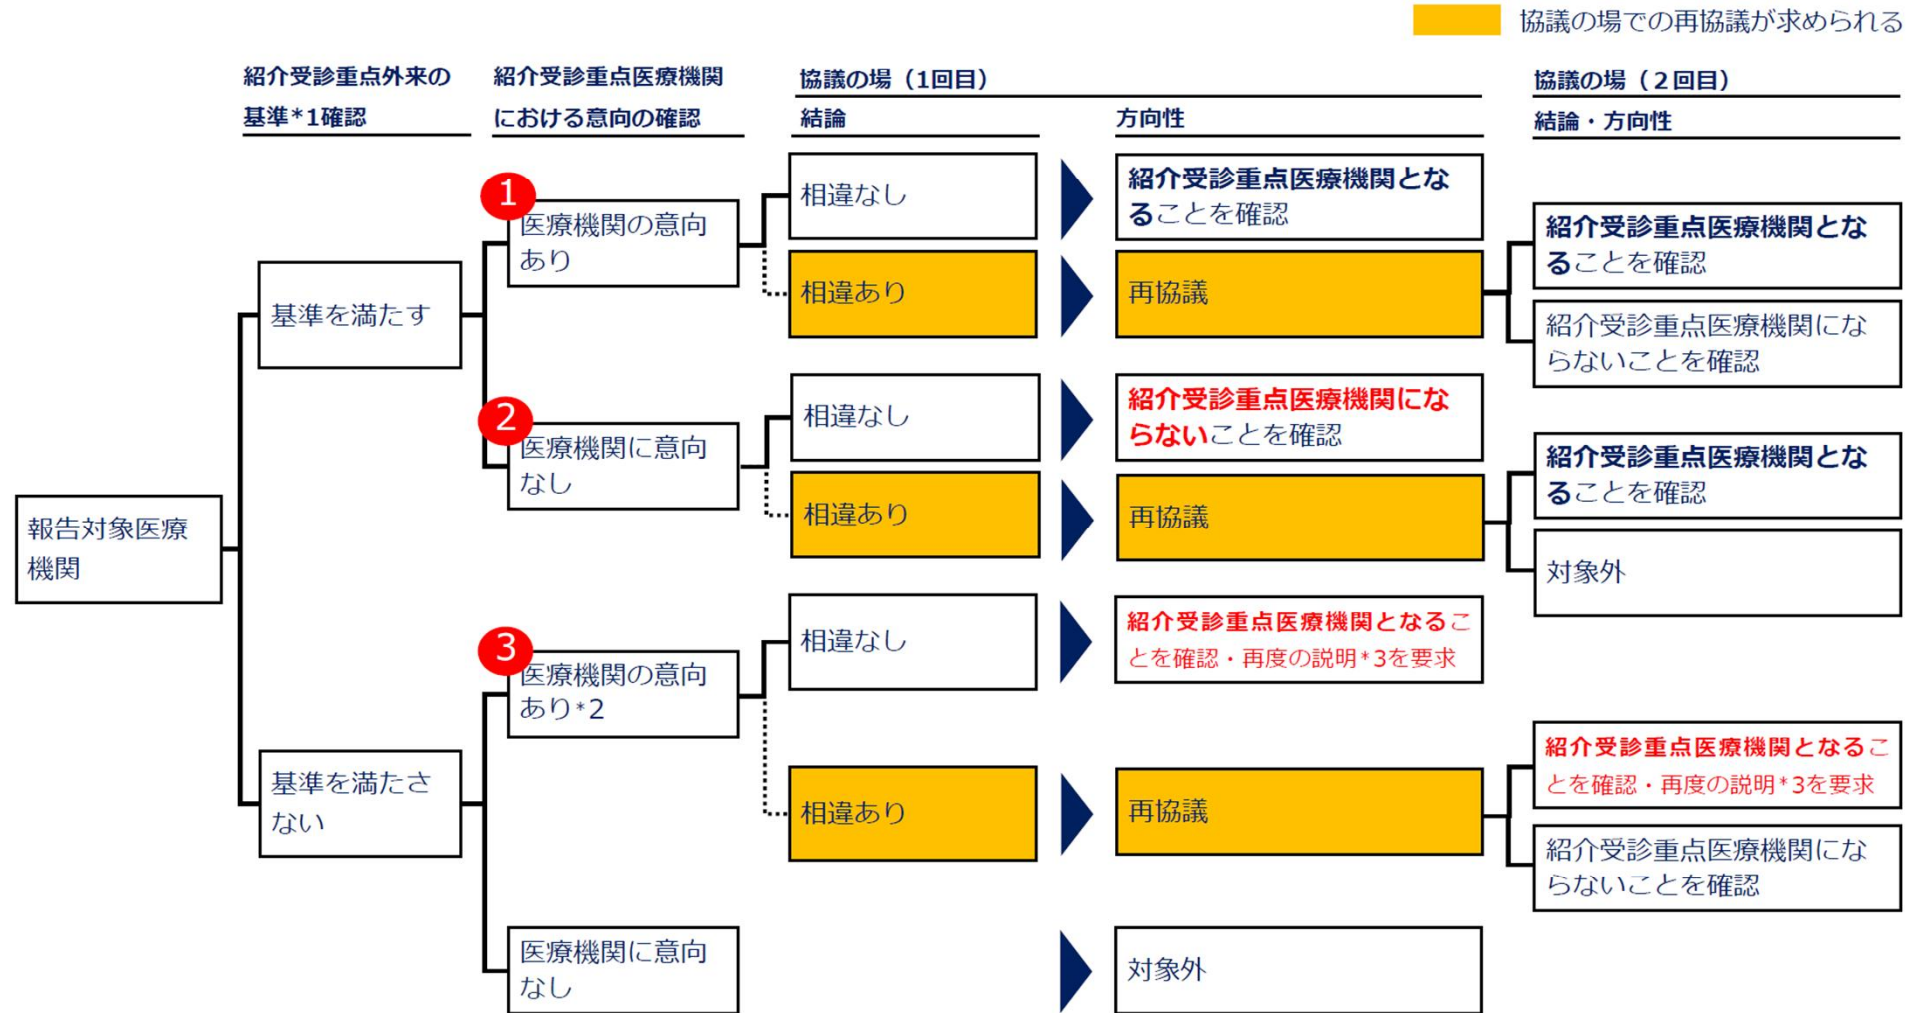 協議の場での再協議が求められる
紹介受診重点外来の
基準*1確認
紹介受診重点医療機関
における意向の確認
協議の場（1回目）
結論
方向性
協議の場（２回目）
結論・方向性
報告対象医療
機関
基準を満たす
1
医療機関の意向
あり
相違なし
紹介受診重点医療機関とな
ることを確認
相違あり
再協議
紹介受診重点医療機関とな
ることを確認
紹介受診重点医療機関にな
らないことを確認
2
医療機関に意向
なし
相違なし
紹介受診重点医療機関にな
らないことを確認
相違あり
再協議
紹介受診重点医療機関とな
ることを確認
対象外
基準を満たさ
ない
3
医療機関の意向
あり*2
相違なし
紹介受診重点医療機関となるこ
とを確認・再度の説明*3を要求
相違あり
再協議
紹介受診重点医療機関となるこ
とを確認・再度の説明*3を要求
紹介受診重点医療機関にな
らないことを確認
医療機関に意向
なし
対象外